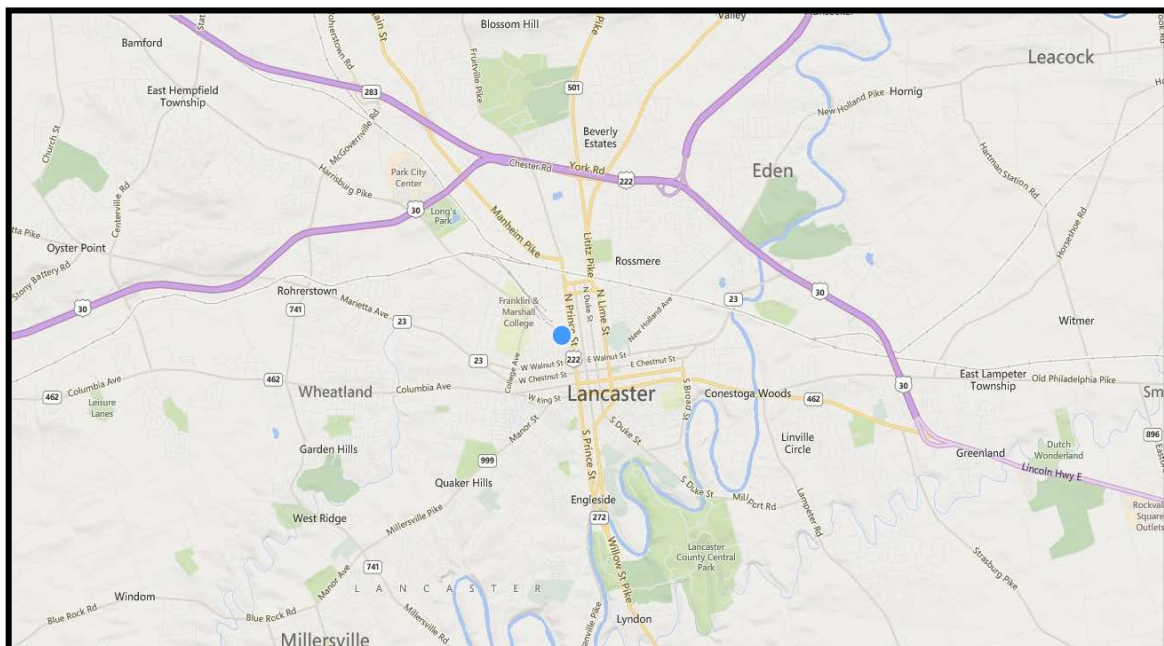 Blossom Hill
Valley
Bamford
Rohrerstown Rd
Fruitville Pike
Pike
Leacock
501
283
Hornig
New Holland Pike
East Hempfield
Township
McGovernville Rd
Beverly
Estates
Church St
Park City
Center
Chester Rd
York Rd
222
Eden
Hartman Station Rd
Harrisburg Pike
Centerville Rd
30
Long's
Park
Manheim Pike
Lititz Pike
Horseshoe Rd
Oyster Point
Rossmere
Stony Battery Rd
Rohrerstown
30
741
Marietta Ave
23
Franklin &
Marshall
College
N Prince St
N Duke St
N Lime St
New Holland Ave
23
30
Witmer
23
College Ave
W Walnut St
222
E Walnut St
E Chestnut St
W Chestnut St
462
Columbia Ave
462
Wheatland
Columbia Ave
W King St
Lancaster
S Broad St
Conestoga Woods
462
30
East Lampeter
Township
Old Philadelphia Pike
Leisure
Lanes
Manor St
S Duke St
S Prince St
Linville
Circle
Garden Hills
999
Quaker Hills
Greenland
Dutch
Wonderland
896
Lincoln Hwy E
S Duke St
Mill Port Rd
Lampeter Rd
Engleside
272
West Ridge
Millersville Pike
Square
Outlets
Lancaster
County Central
Park
Willow St Pike
Strasburg Pike
741
Manor Ave
LANCASTER
Windom
Blue Rock Rd
Blue Rock Rd
Millersville Rd
Lyndon
Millersville